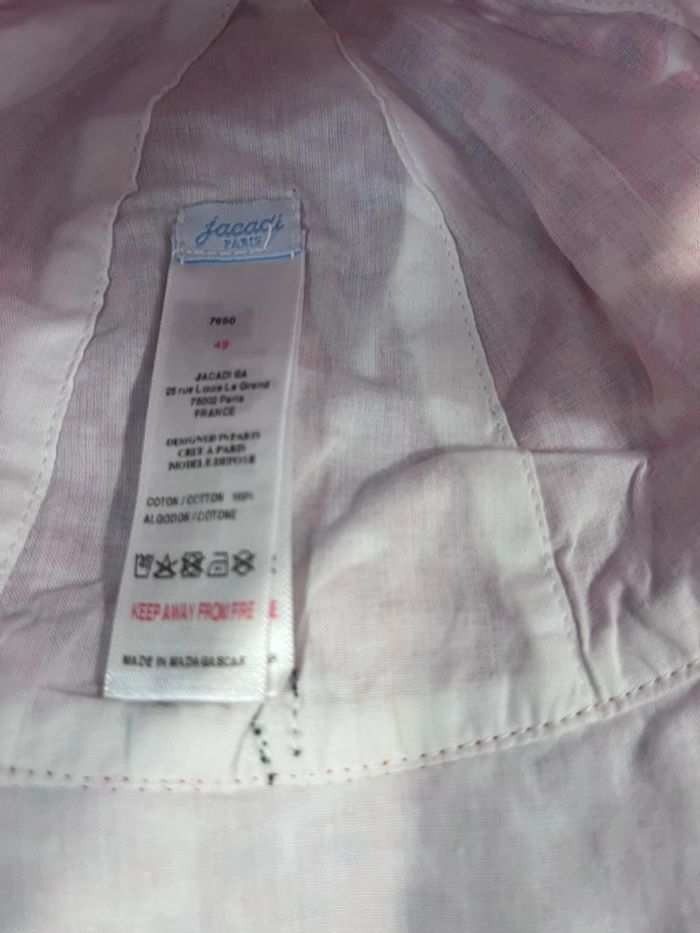 Jacadi
PARIS
7650
49
JACADI SA
25 rue Louis Le Grand
75002 Paris
FRANCE
DESIGNED IN PARIS
CREE A PARIS
MODELE DEPOSE
COTON / COTTON 100%
ALGODON / COTONE
KEEP AWAY FROM FIRE
MADE IN MADAGASCAR